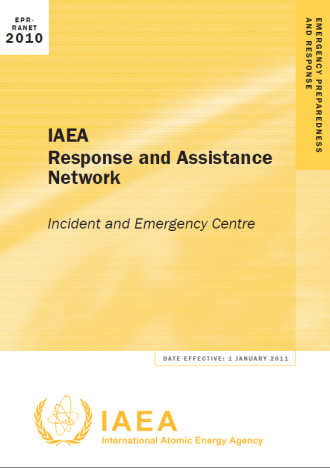 EPR-
RANET
2010
EMERGENCY PREPAREDNESS
AND RESPONSE
IAEA
Response and Assistance
Network
Incident and Emergency Centre
DATE EFFECTIVE: 1 JANUARY 2011
IAEA
International Atomic Energy Agency